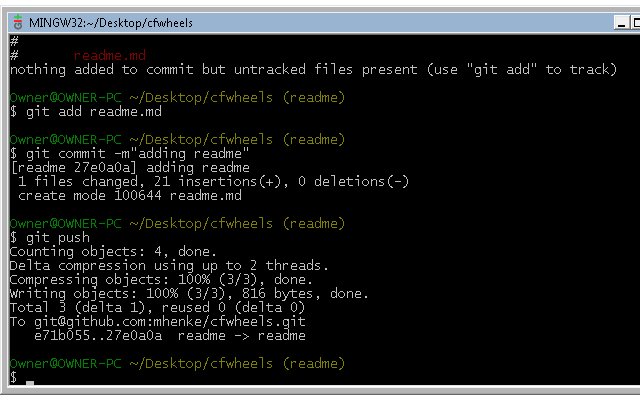 MINGW32:~/Desktop/cfwheels
#
#       readme.md
nothing added to commit but untracked files present (use "git add" to track)
Owner@OWNER-PC ~/Desktop/cfwheels (readme)
$ git add readme.md
Owner@OWNER-PC ~/Desktop/cfwheels (readme)
$ git commit -m"adding readme"
[readme 27e0a0a] adding readme
 1 files changed, 21 insertions(+), 0 deletions(-)
 create mode 100644 readme.md
Owner@OWNER-PC ~/Desktop/cfwheels (readme)
$ git push
Counting objects: 4, done.
Delta compression using up to 2 threads.
Compressing objects: 100% (3/3), done.
Writing objects: 100% (3/3), 816 bytes, done.
Total 3 (delta 1), reused 0 (delta 0)
To git@github.com:mhenke/cfwheels.git
   e71b055..27e0a0a  readme -> readme
Owner@OWNER-PC ~/Desktop/cfwheels (readme)
$